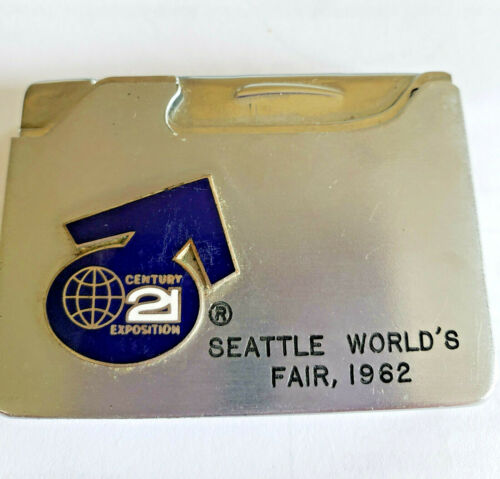 CENTURY
21
EXPOSITION
®
SEATTLE WORLD'S
FAIR, 1962